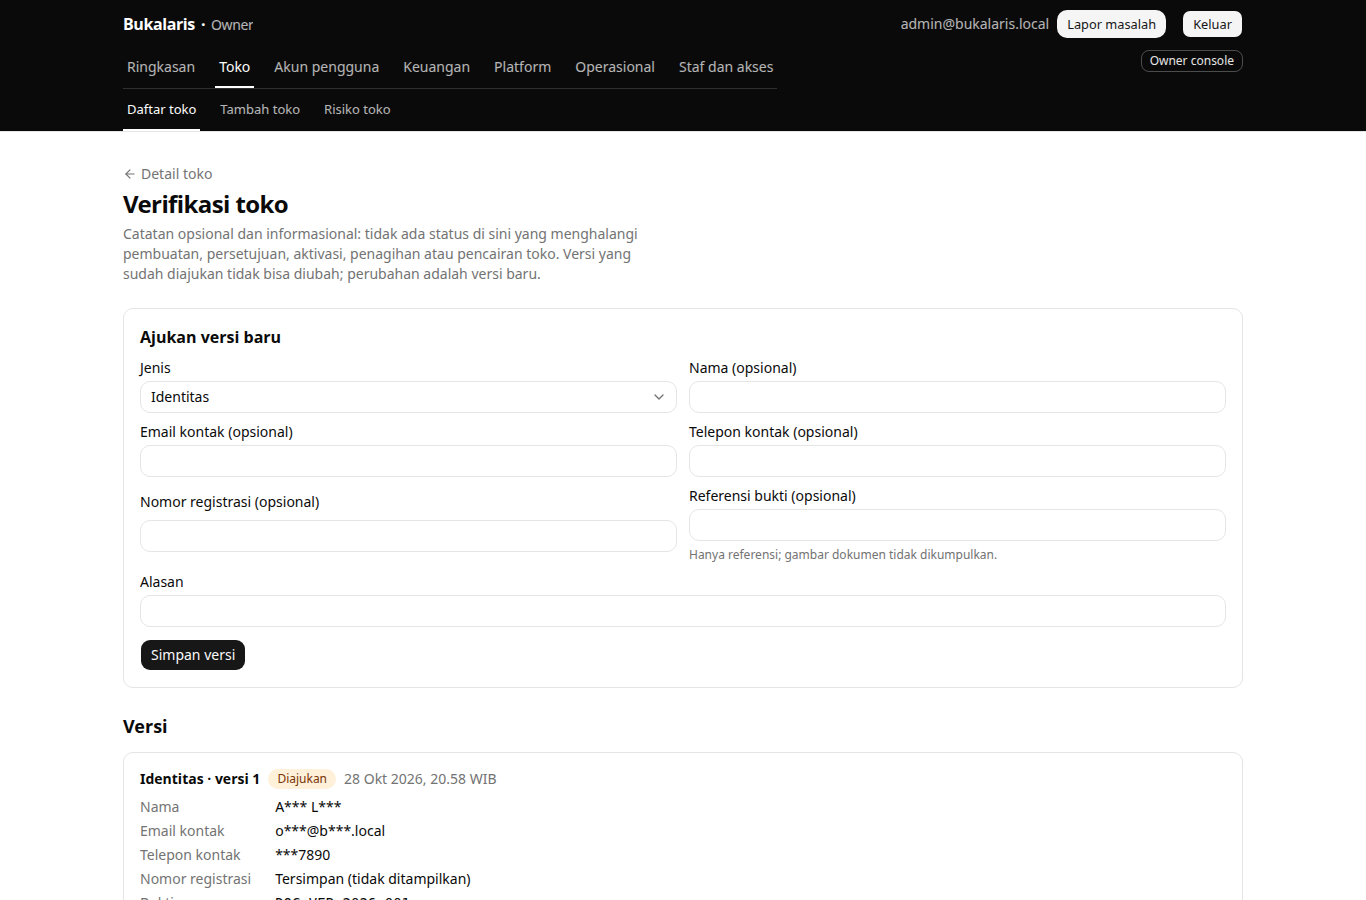 Bukalaris · Owner
admin@bukalaris.local
Lapor masalah
Keluar
Ringkasan
Toko
Akun pengguna
Keuangan
Platform
Operasional
Staf dan akses
Owner console
Daftar toko
Tambah toko
Risiko toko
← Detail toko
Verifikasi toko
Catatan opsional dan informasional: tidak ada status di sini yang menghalangi
pembuatan, persetujuan, aktivasi, penagihan atau pencairan toko. Versi yang
sudah diajukan tidak bisa diubah; perubahan adalah versi baru.
Ajukan versi baru
Jenis
Identitas
Nama (opsional)
Email kontak (opsional)
Telepon kontak (opsional)
Nomor registrasi (opsional)
Referensi bukti (opsional)
Hanya referensi; gambar dokumen tidak dikumpulkan.
Alasan
Simpan versi
Versi
Identitas · versi 1 Diajukan 28 Okt 2026, 20.58 WIB
Nama A*** L***
Email kontak o***@b***.local
Telepon kontak ***7890
Nomor registrasi Tersimpan (tidak ditampilkan)